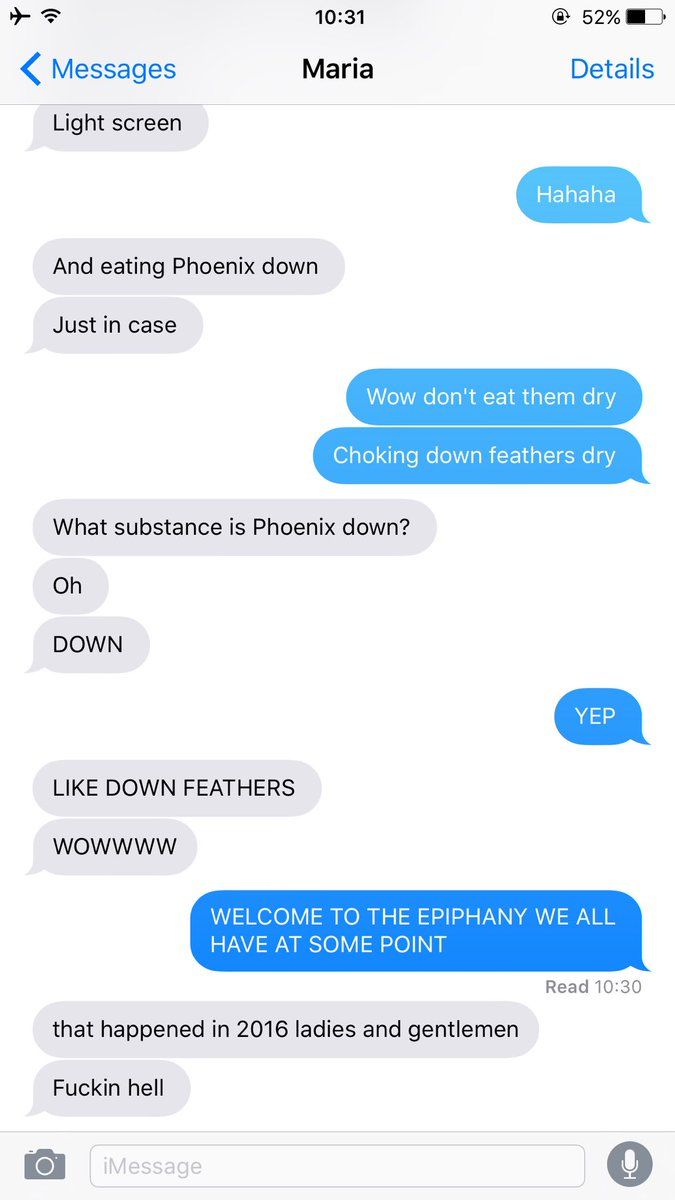 10:31
52%
Messages
Maria
Details
Light screen
Hahaha
And eating Phoenix down
Just in case
Wow don't eat them dry
Choking down feathers dry
What substance is Phoenix down?
Oh
DOWN
YEP
LIKE DOWN FEATHERS
WOWWWW
WELCOME TO THE EPIPHANY WE ALL
HAVE AT SOME POINT
Read 10:30
that happened in 2016 ladies and gentlemen
Fuckin hell
iMessage